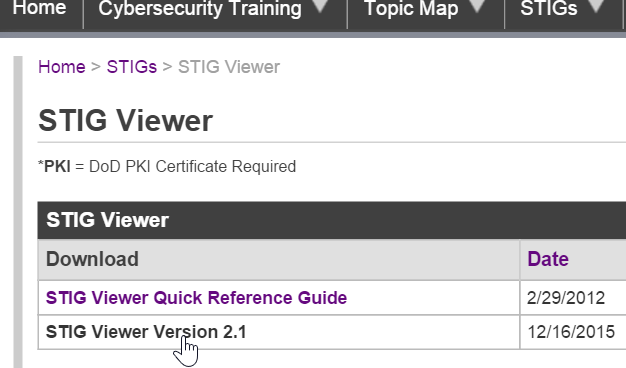 Home Cybersecurity Training Topic Map STIGs
Home > STIGs > STIG Viewer
STIG Viewer
*PKI = DoD PKI Certificate Required
STIG Viewer
Download Date
STIG Viewer Quick Reference Guide 2/29/2012
STIG Viewer Version 2.1 12/16/2015